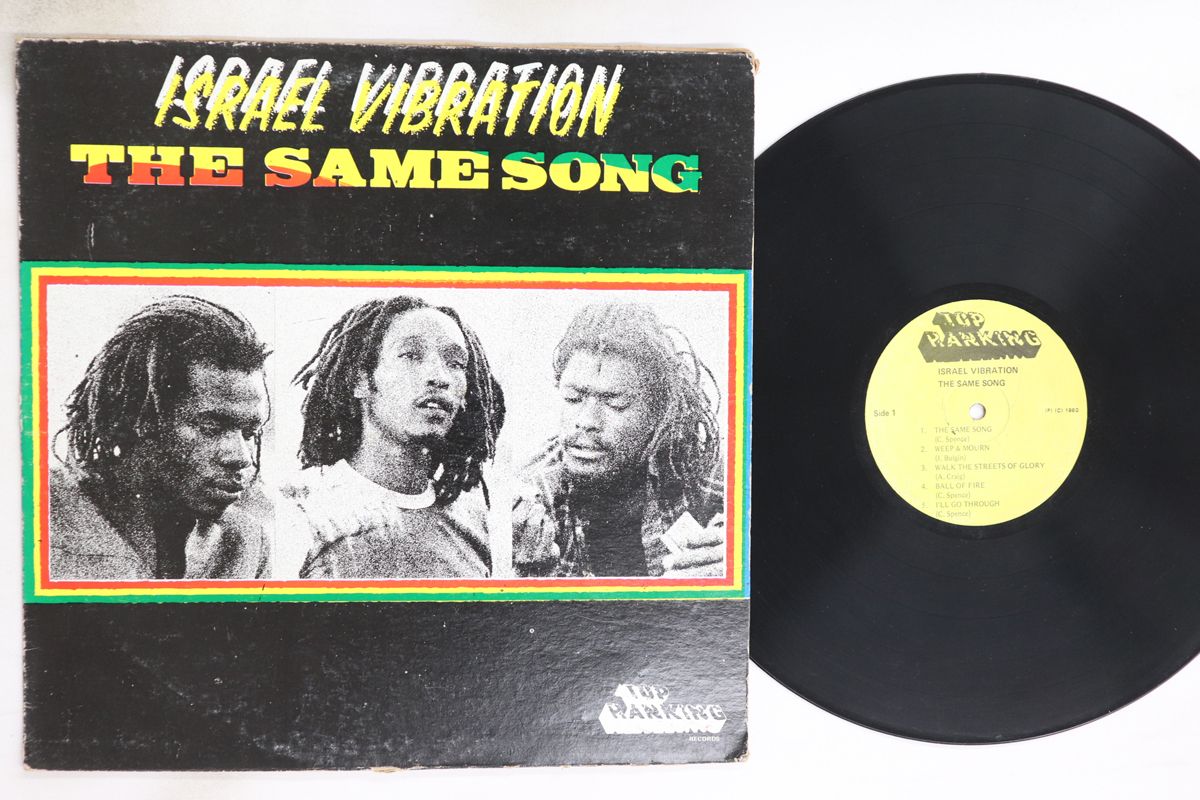 ISRAEL VIBRATION
THE SAME SONG
TOP
RANKING
RECORDS
TOP
RANKING
ISRAEL VIBRATION
THE SAME SONG
Side 1
(P) (C) 1980
1. THE SAME SONG
(C. Spence)
2. WEEP & MOURN
(L. Bulgin)
3. WALK THE STREETS OF GLORY
(A. Craig)
4. BALL OF FIRE
(C. Spence)
5. I'LL GO THROUGH
(C. Spence)